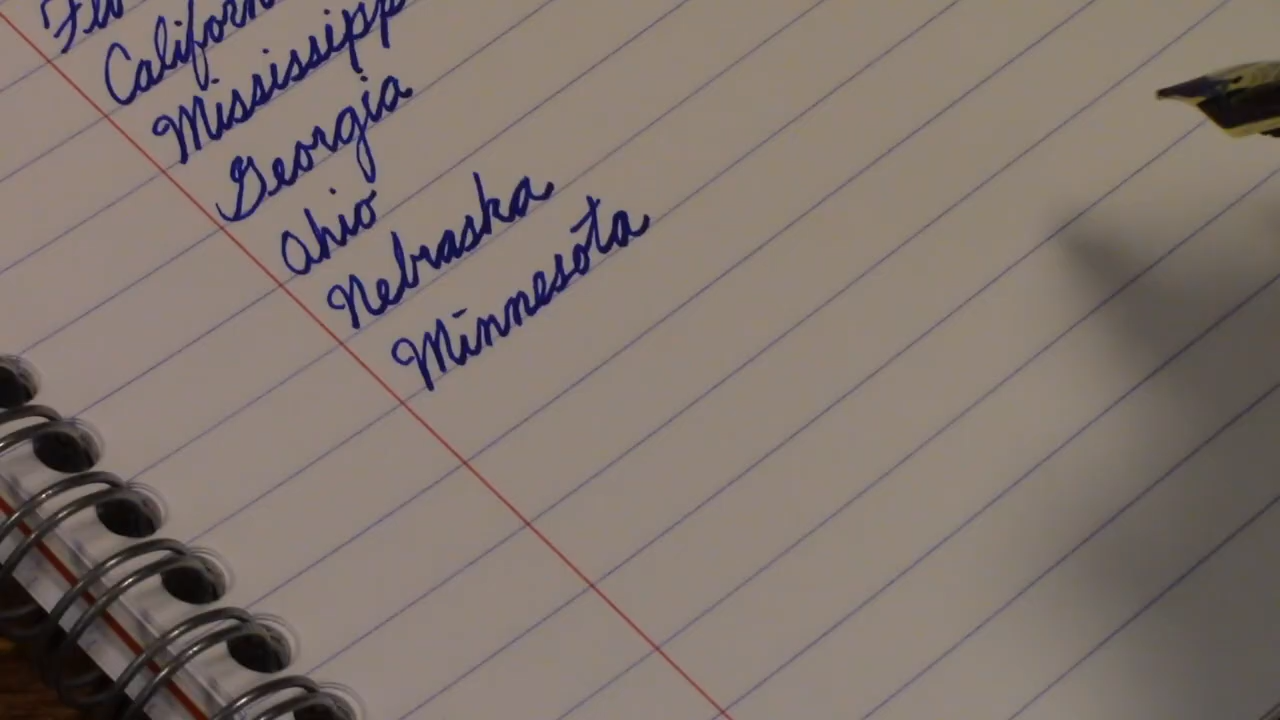 California
Mississippi
Georgia
Ohio
Nebraska
Minnesota